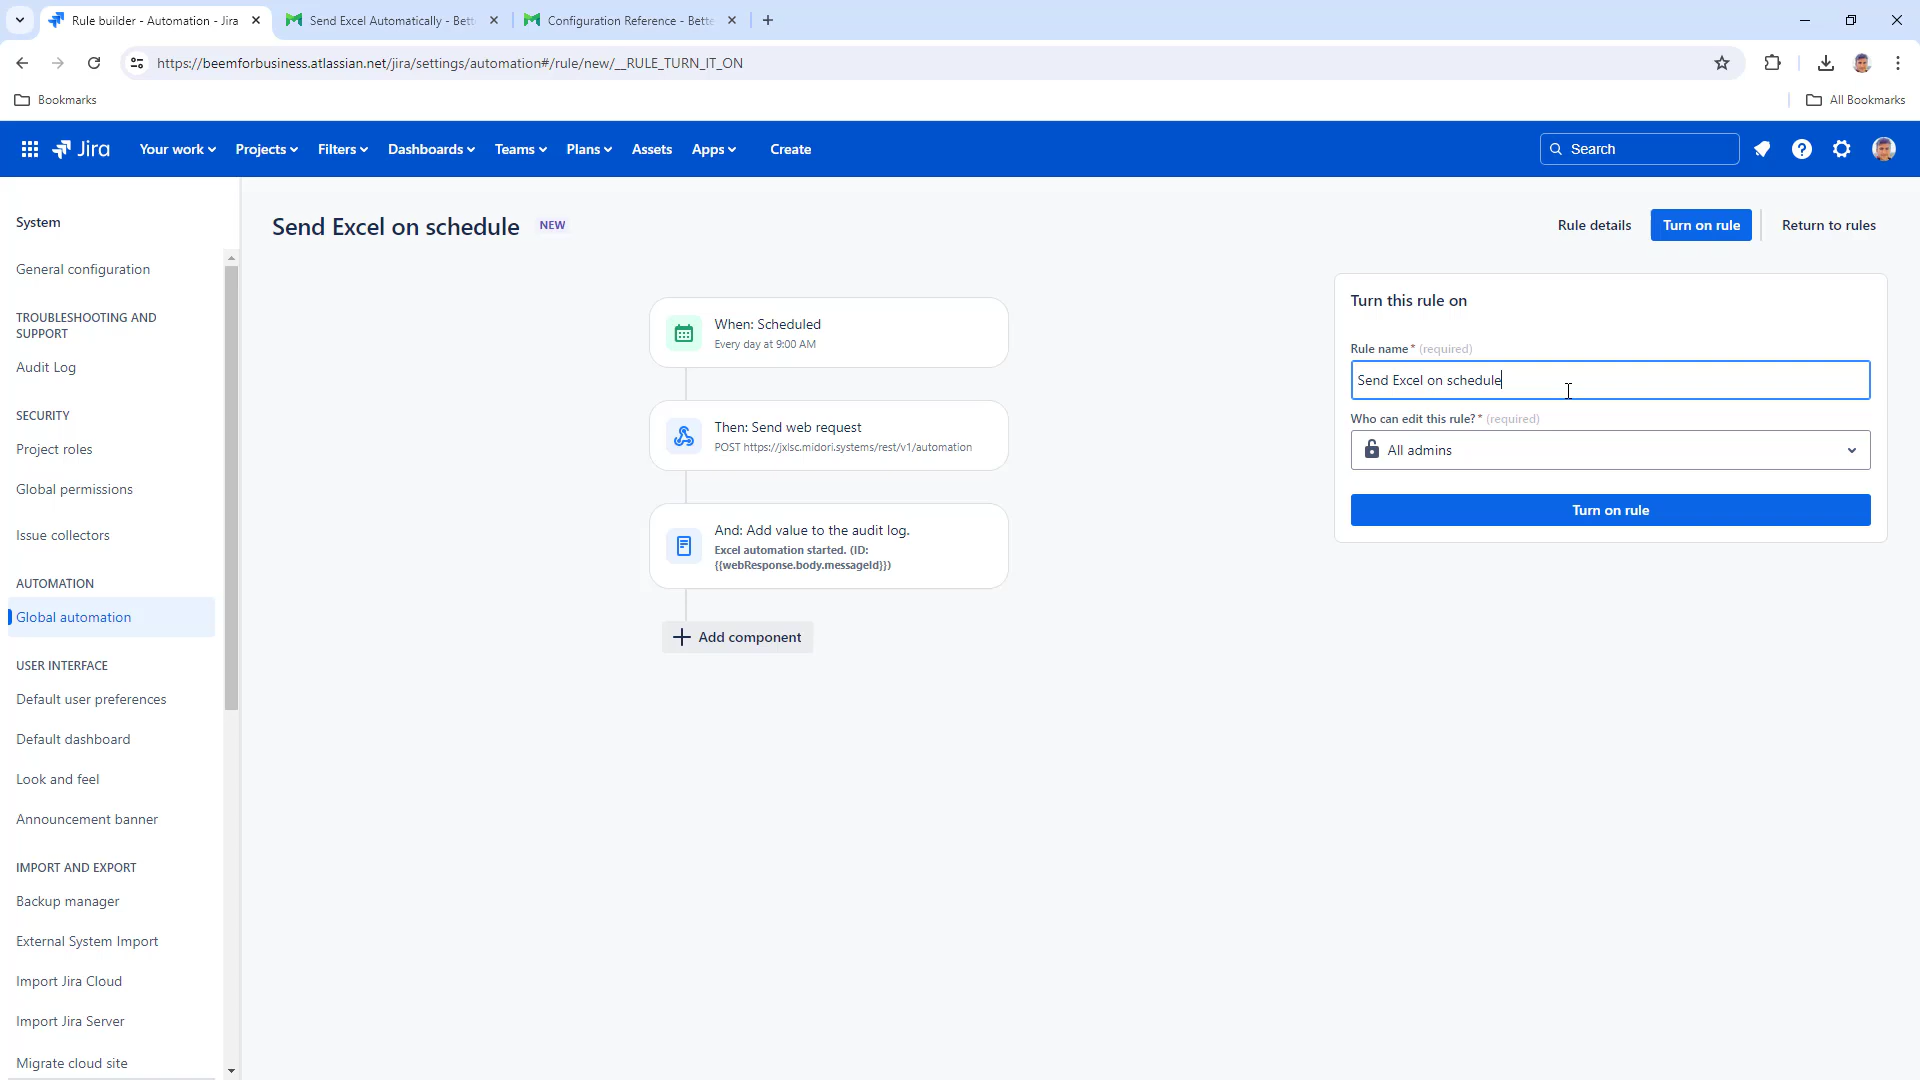 Rule builder - Automation - Jira
Send Excel Automatically - Bett
Configuration Reference - Bette
https://beemforbusiness.atlassian.net/jira/settings/automation#/rule/new/__RULE_TURN_IT_ON
Bookmarks
All Bookmarks
Jira
Your work
Projects
Filters
Dashboards
Teams
Plans
Assets
Apps
Create
Search
System
General configuration
TROUBLESHOOTING AND
SUPPORT
Audit Log
SECURITY
Project roles
Global permissions
Issue collectors
AUTOMATION
Global automation
USER INTERFACE
Default user preferences
Default dashboard
Look and feel
Announcement banner
IMPORT AND EXPORT
Backup manager
External System Import
Import Jira Cloud
Import Jira Server
Migrate cloud site
Send Excel on schedule NEW
Rule details
Turn on rule
Return to rules
When: Scheduled
Every day at 9:00 AM
Then: Send web request
POST https://jxlsc.midori.systems/rest/v1/automation
And: Add value to the audit log.
Excel automation started. (ID:
{{webResponse.body.messageId}})
Add component
Turn this rule on
Rule name * (required)
Send Excel on schedule
Who can edit this rule? * (required)
All admins
Turn on rule